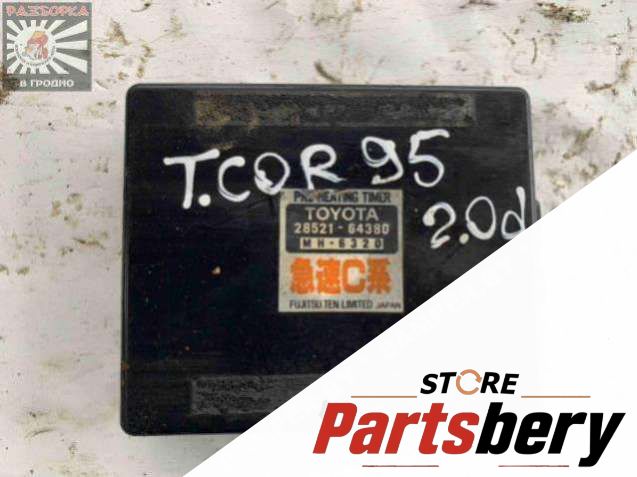 РАЗБОРКА
В ГРОДНО
T.COR 95
2.0d
PRE-HEATING TIMER
TOYOTA
28521-64380
MH-6320
急速C系
FUJITSU TEN LIMITED JAPAN
STORE
Partsbery